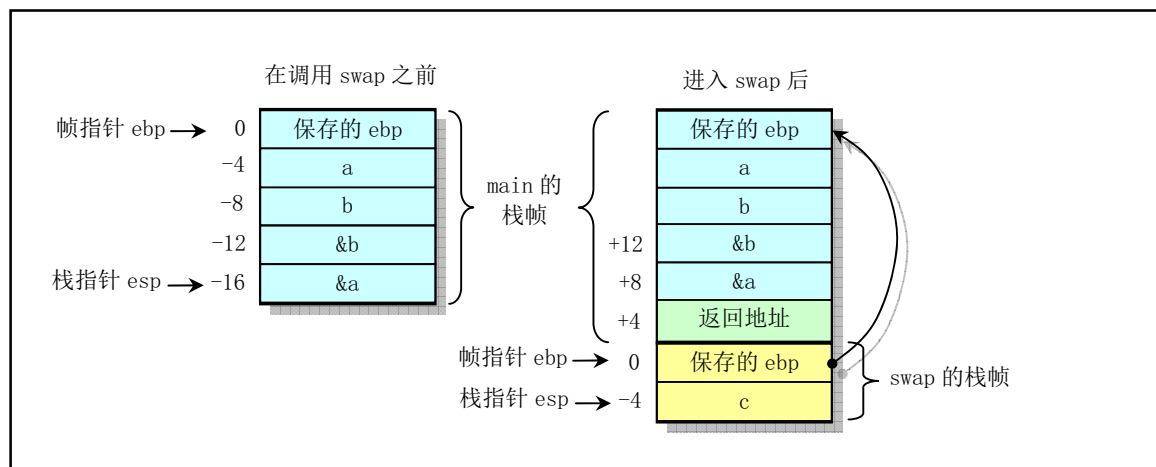 在调用 swap 之前
帧指针 ebp
0
保存的 ebp
-4
a
-8
b
-12
&b
栈指针 esp
-16
&a
main 的
栈帧
进入 swap 后
保存的 ebp
a
b
+12
&b
+8
&a
+4
返回地址
帧指针 ebp
0
保存的 ebp
栈指针 esp
-4
c
swap 的栈帧